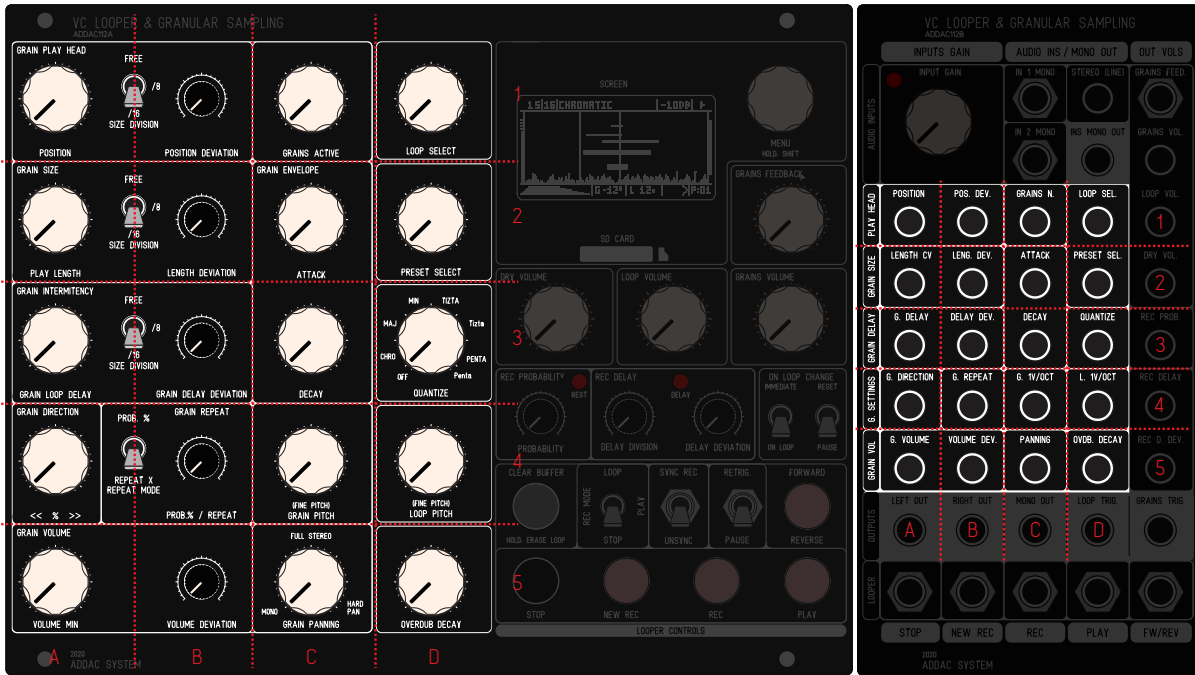 VC LOOPER & GRANULAR SAMPLING
ADDAC112A
GRAIN PLAY HEAD
FREE
/8
/16
SIZE DIVISION
POSITION
POSITION DEVIATION
GRAINS ACTIVE
LOOP SELECT
GRAIN SIZE
FREE
/8
/16
SIZE DIVISION
PLAY LENGTH
LENGTH DEVIATION
GRAIN ENVELOPE
ATTACK
PRESET SELECT
GRAIN INTERMITENCY
FREE
/8
/16
SIZE DIVISION
GRAIN LOOP DELAY
GRAIN DELAY DEVIATION
DECAY
MIN
TIZTA
MAJ
Tizta
CHRO
PENTA
OFF
Penta
QUANTIZE
GRAIN DIRECTION
<< % >>
PROB. %
REPEAT X
REPEAT MODE
GRAIN REPEAT
PROB.% / REPEAT
(FINE PITCH)
GRAIN PITCH
(FINE PITCH)
LOOP PITCH
GRAIN VOLUME
VOLUME MIN
VOLUME DEVIATION
FULL STEREO
MONO
HARD
PAN
GRAIN PANNING
OVERDUB DECAY
A
B
C
D
2020
ADDAC SYSTEM
1
2
3
4
5
SCREEN
15|16|CHROMATIC
MENU
HOLD: SHIFT
SD CARD
GRAINS FEEDBACK
DRY VOLUME
LOOP VOLUME
GRAINS VOLUME
REC PROBABILITY
REST
PROBABILITY
REC DELAY
DELAY
DELAY DIVISION
DELAY DEVIATION
ON LOOP CHANGE
IMMEDIATE
RESET
ON LOOP
PAUSE
CLEAR BUFFER
HOLD: ERASE LOOP
LOOP
REC MODE
PLAY
STOP
SYNC REC
UNSYNC
RETRIG.
PAUSE
FORWARD
REVERSE
STOP
NEW REC
REC
PLAY
LOOPER CONTROLS
VC LOOPER & GRANULAR SAMPLING
ADDAC112B
INPUTS GAIN
AUDIO INS / MONO OUT
OUT VOLS
AUDIO INPUTS
INPUT GAIN
IN 1 MONO
STEREO (LINE)
GRAINS FEED.
IN 2 MONO
INS MONO OUT
GRAINS VOL.
PLAY HEAD
POSITION
POS. DEV.
GRAINS N.
LOOP SEL.
LOOP VOL.
1
GRAIN SIZE
LENGTH CV
LENG. DEV.
ATTACK
PRESET SEL.
DRY VOL.
2
GRAIN DELAY
G. DELAY
DELAY DEV.
DECAY
QUANTIZE
REC PROB.
3
G. SETTINGS
G. DIRECTION
G. REPEAT
G. 1V/OCT
L. 1V/OCT
REC DELAY
4
GRAIN VOL
G. VOLUME
VOLUME DEV.
PANNING
OVDB. DECAY
REC D. DEV.
5
OUTPUTS
LEFT OUT
RIGHT OUT
MONO OUT
LOOP TRIG.
GRAINS TRIG.
A
B
C
D
LOOPER
STOP
NEW REC
REC
PLAY
FW/REV
2020
ADDAC SYSTEM